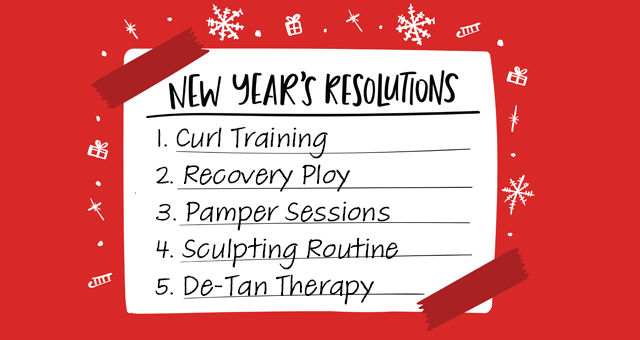 NEW YEAR'S RESOLUTIONS
1. Curl Training
2. Recovery Ploy
3. Pamper Sessions
4. Sculpting Routine
5. De-Tan Therapy